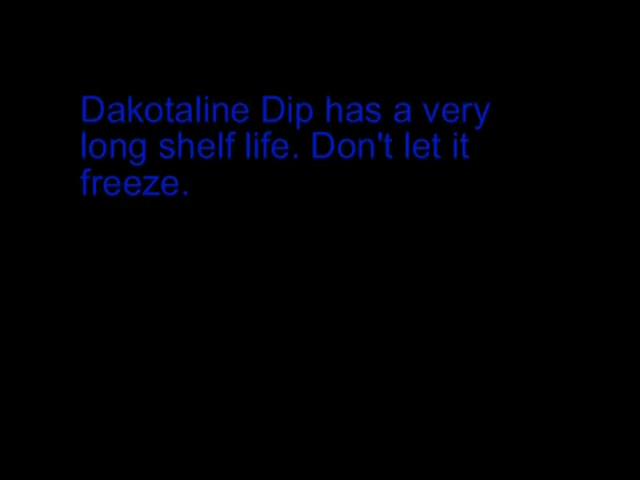 Dakotaline Dip has a very
long shelf life. Don't let it
freeze.